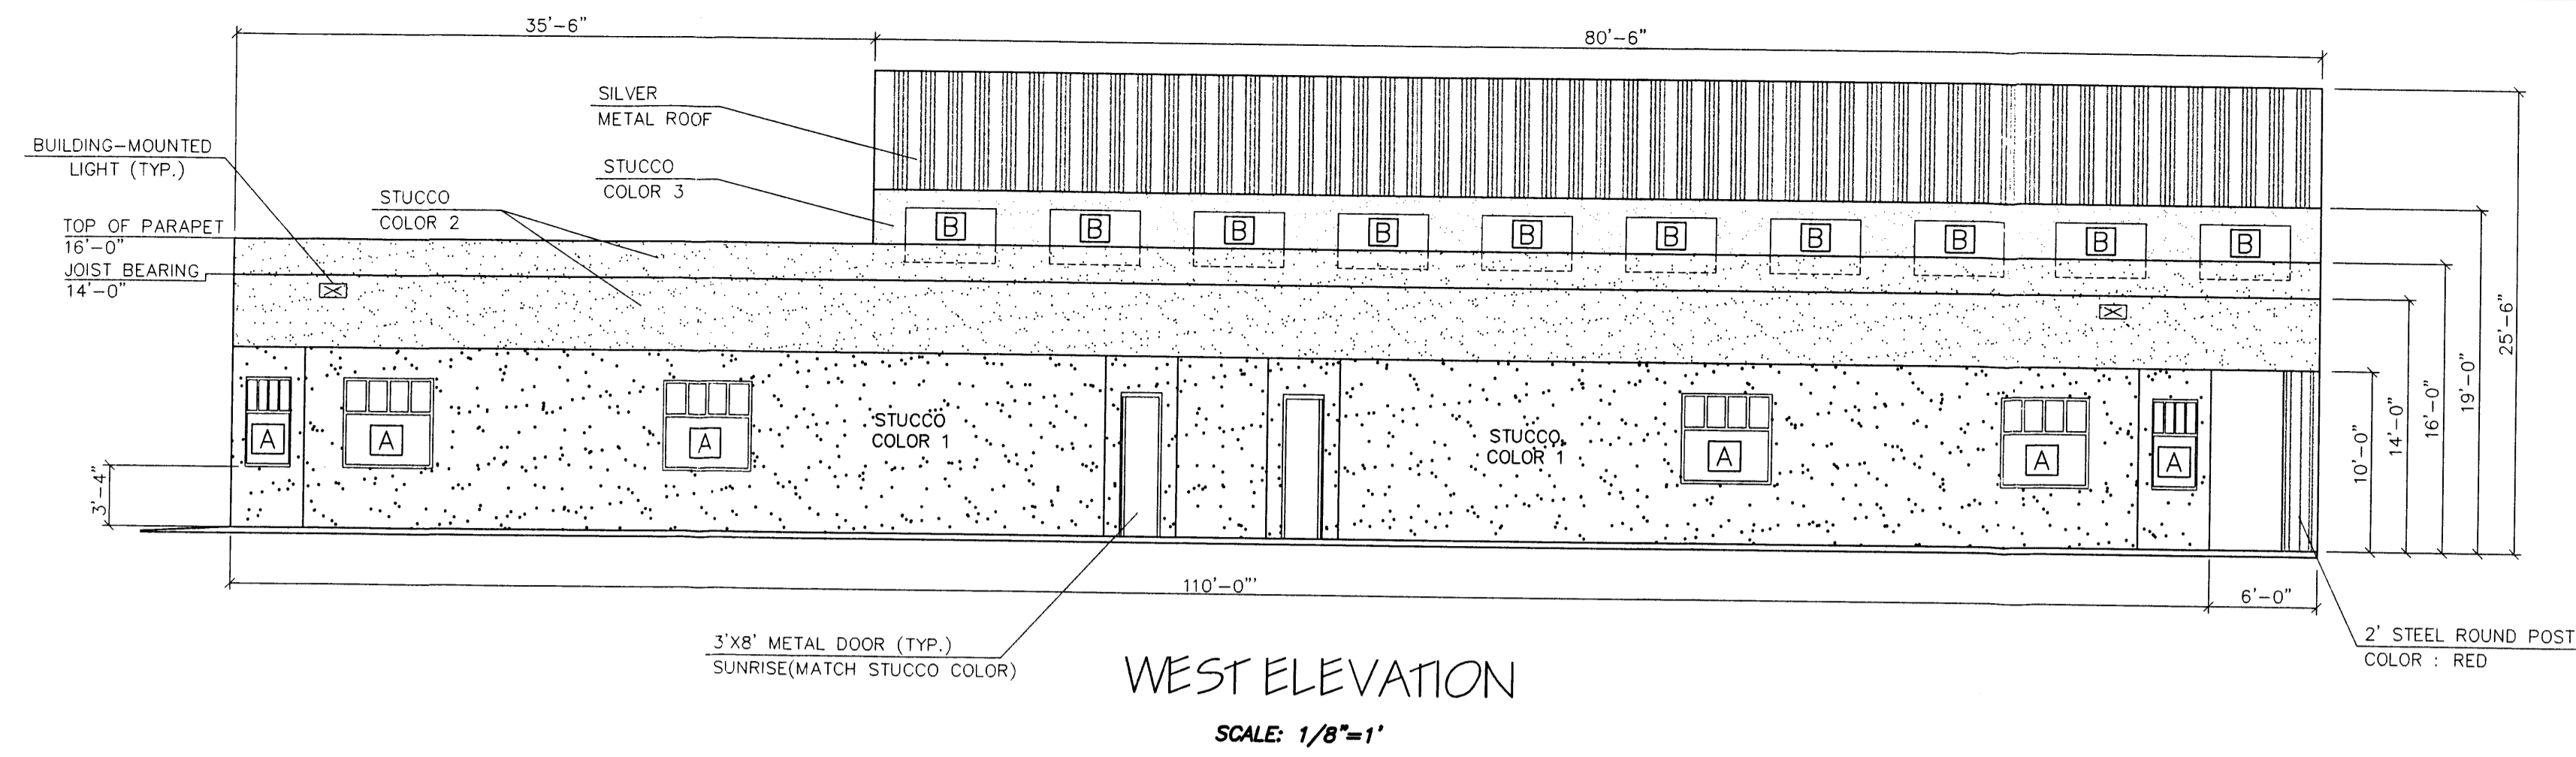 35'-6"
80'-6"
SILVER
METAL ROOF
BUILDING-MOUNTED
LIGHT (TYP.)
STUCCO
COLOR 3
STUCCO
COLOR 2
TOP OF PARAPET
16'-0"
JOIST BEARING
14'-0"
B
B
B
B
B
B
B
B
B
B
A
A
A
STUCCO
COLOR 1
STUCCO
COLOR 1
A
A
A
3'-4"
10'-0"
14'-0"
16'-0"
19'-0"
25'-6"
110'-0"'
6'-0"
3'X8' METAL DOOR (TYP.)
SUNRISE(MATCH STUCCO COLOR)
2' STEEL ROUND POST
COLOR : RED
WEST ELEVATION
SCALE: 1/8"=1'